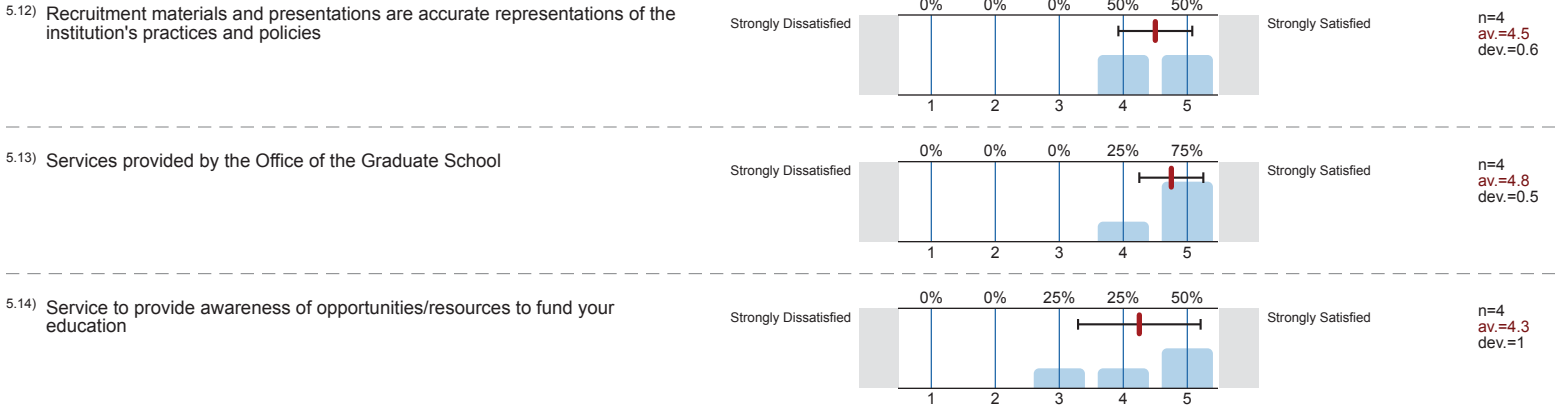 5.12) Recruitment materials and presentations are accurate representations of the
institution's practices and policies
0% 0% 0% 50% 50%
Strongly Dissatisfied
Strongly Satisfied
n=4
av.=4.5
dev.=0.6
1 2 3 4 5
5.13) Services provided by the Office of the Graduate School
0% 0% 0% 25% 75%
Strongly Dissatisfied
Strongly Satisfied
n=4
av.=4.8
dev.=0.5
1 2 3 4 5
5.14) Service to provide awareness of opportunities/resources to fund your
education
0% 0% 25% 25% 50%
Strongly Dissatisfied
Strongly Satisfied
n=4
av.=4.3
dev.=1
1 2 3 4 5